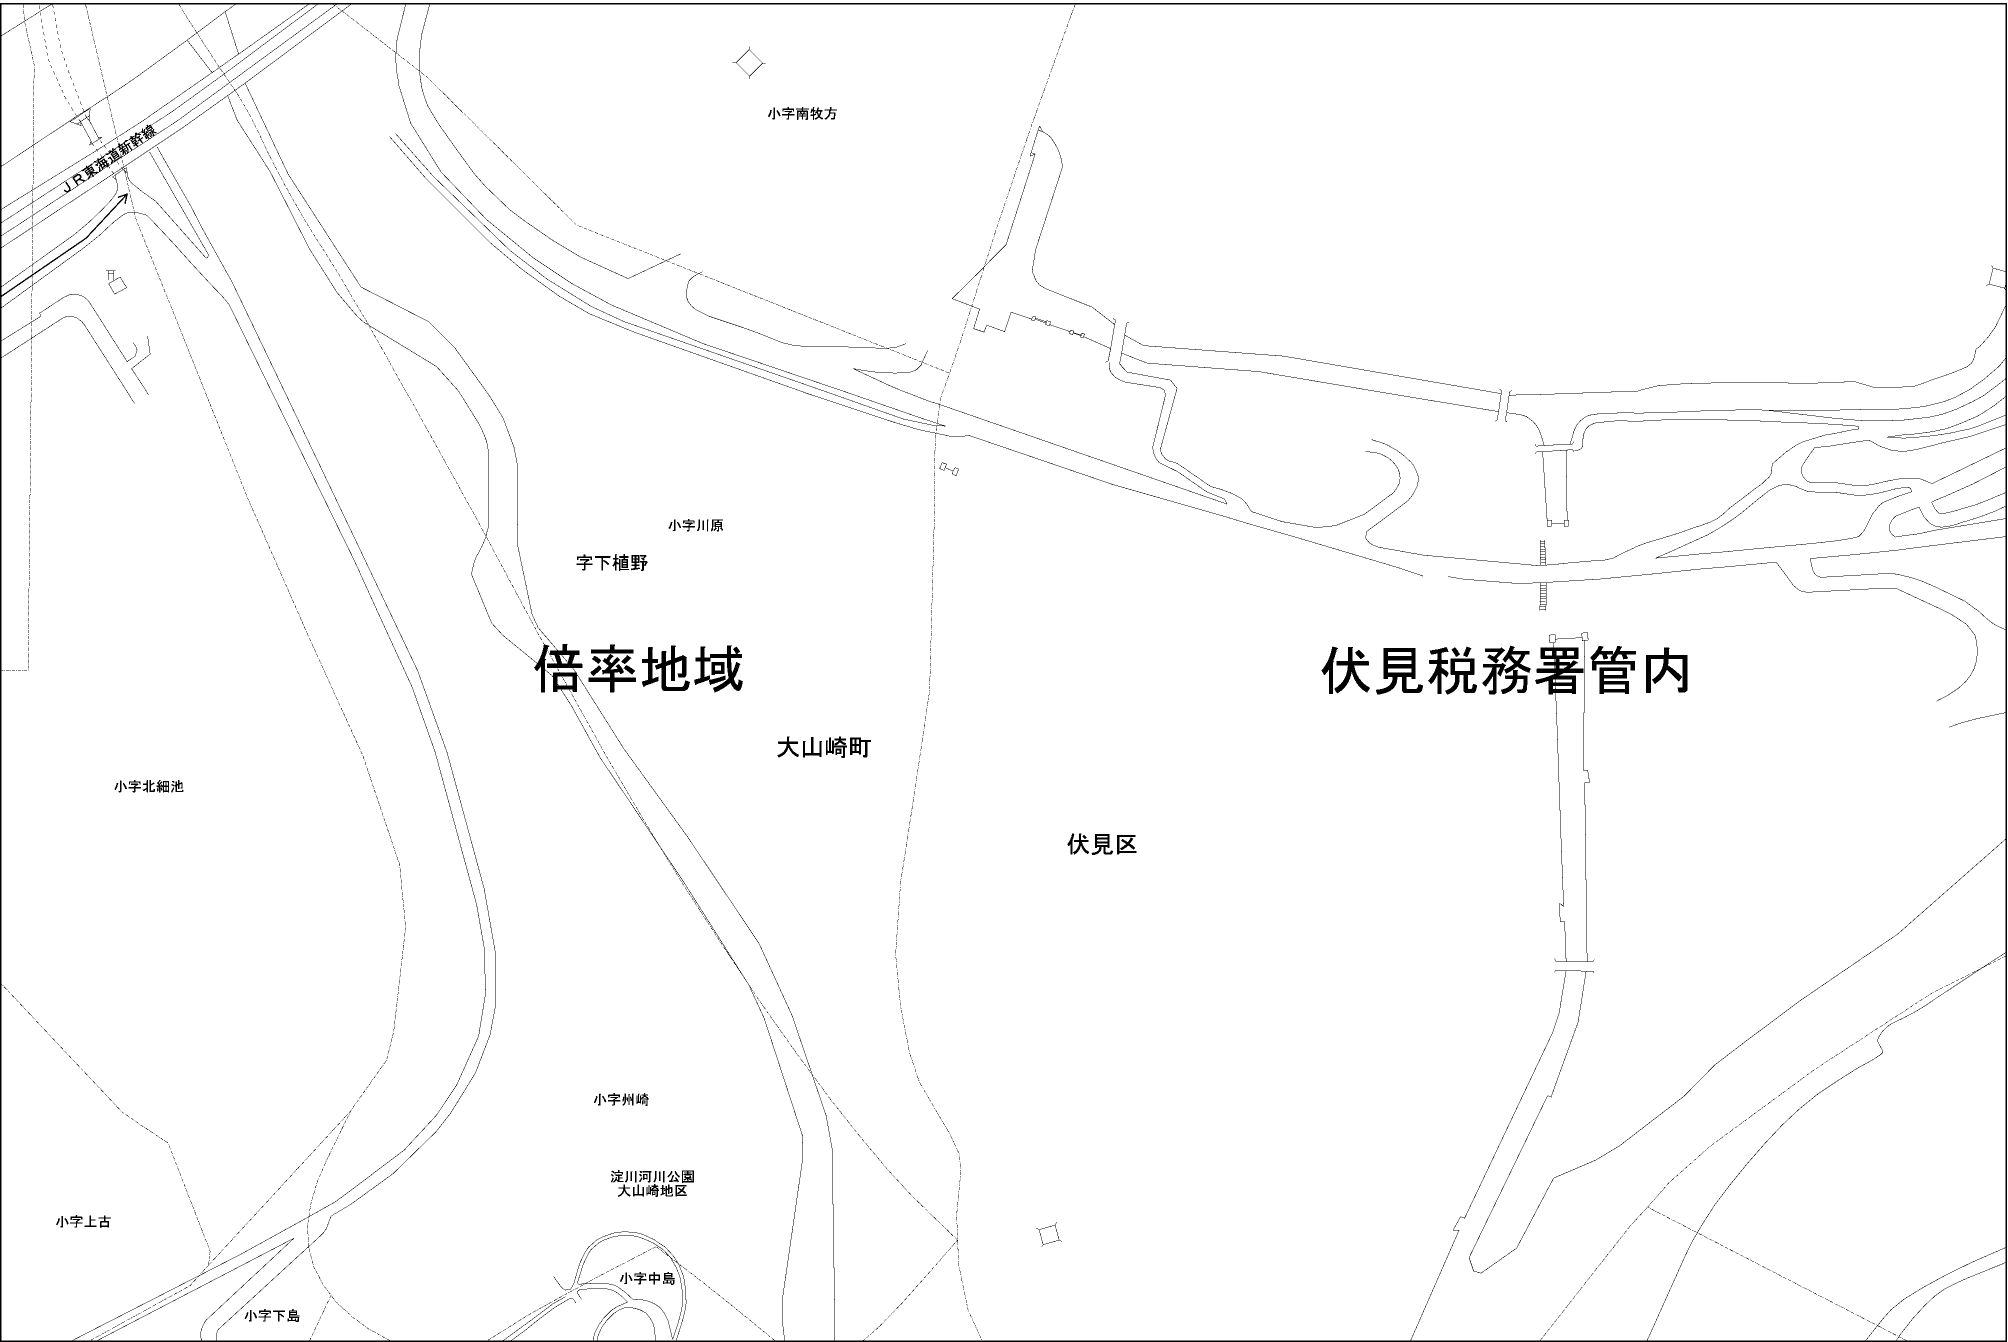 小字南牧方
ＪＲ東海道新幹線
小字川原
字下植野
倍率地域
伏見税務署管内
大山崎町
小字北細池
伏見区
小字州崎
淀川河川公園
大山崎地区
小字上古
小字中島
小字下島